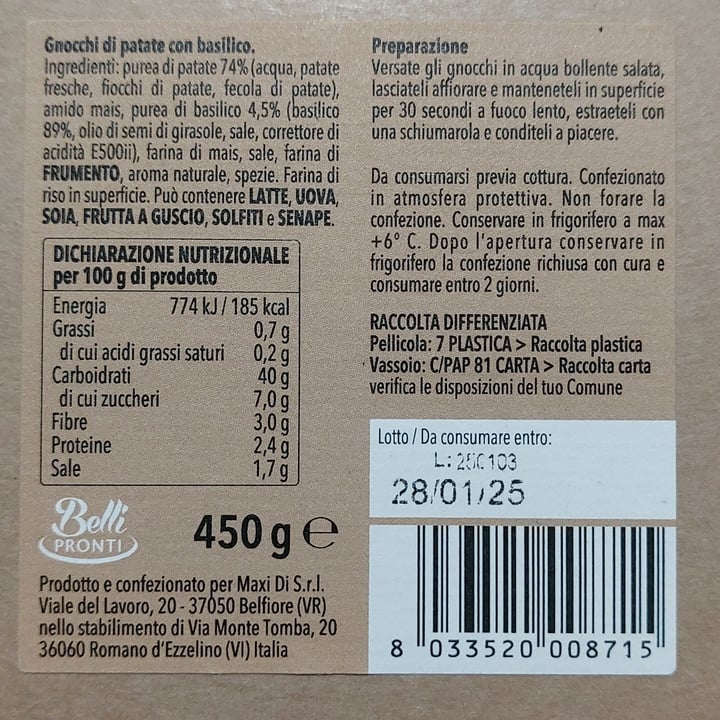 Gnocchi di patate con basilico.
Ingredienti: purea di patate 74% (acqua, patate
fresche, fiocchi di patate, fecola di patate),
amido mais, purea di basilico 4,5% (basilico
89%, olio di semi di girasole, sale, correttore di
acidità E500ii), farina di mais, sale, farina di
FRUMENTO, aroma naturale, spezie. Farina di
riso in superficie. Può contenere LATTE, UOVA,
SOIA, FRUTTA A GUSCIO, SOLFITI e SENAPE.
DICHIARAZIONE NUTRIZIONALE
per 100 g di prodotto
Energia 774 kJ / 185 kcal
Grassi 0,7 g
di cui acidi grassi saturi 0,2 g
Carboidrati 40 g
di cui zuccheri 7,0 g
Fibre 3,0 g
Proteine 2,4 g
Sale 1,7 g
Belli
PRONTI
450 g e
Prodotto e confezionato per Maxi Di S.r.l.
Viale del Lavoro, 20 - 37050 Belfiore (VR)
nello stabilimento di Via Monte Tomba, 20
36060 Romano d'Ezzelino (VI) Italia
Preparazione
Versate gli gnocchi in acqua bollente salata,
lasciateli affiorare e manteneteli in superficie
per 30 secondi a fuoco lento, estraeteli con
una schiumarola e conditeli a piacere.
Da consumarsi previa cottura. Confezionato
in atmosfera protettiva. Non forare la
confezione. Conservare in frigorifero a max
+6° C. Dopo l'apertura conservare in
frigorifero la confezione richiusa con cura e
consumare entro 2 giorni.
RACCOLTA DIFFERENZIATA
Pellicola: 7 PLASTICA > Raccolta plastica
Vassoio: C/PAP 81 CARTA > Raccolta carta
verifica le disposizioni del tuo Comune
Lotto / Da consumare entro:
28/01/25
8 033520 008715